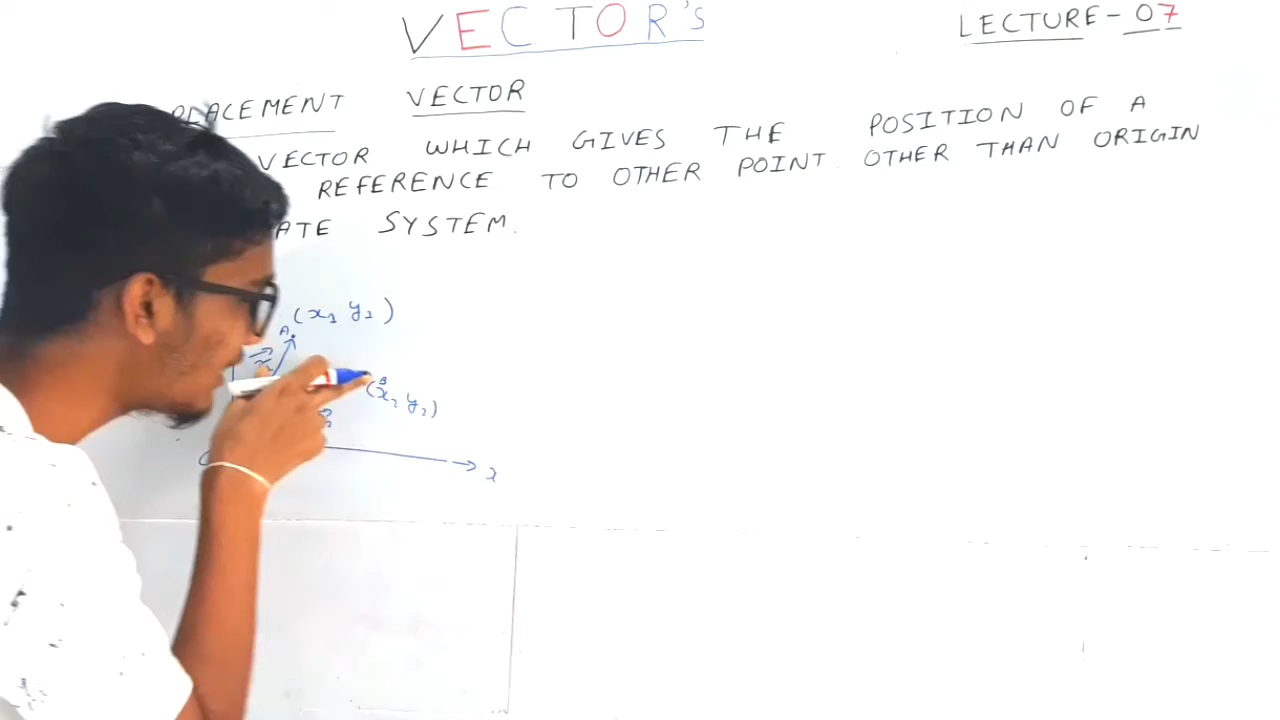 VECTOR'S
LECTURE-07
PLACEMENT VECTOR
VECTOR WHICH GIVES THE POSITION OF A
REFERENCE TO OTHER POINT OTHER THAN ORIGIN
ATE SYSTEM.
A (x1 y1)
B
(x2 y2)
x